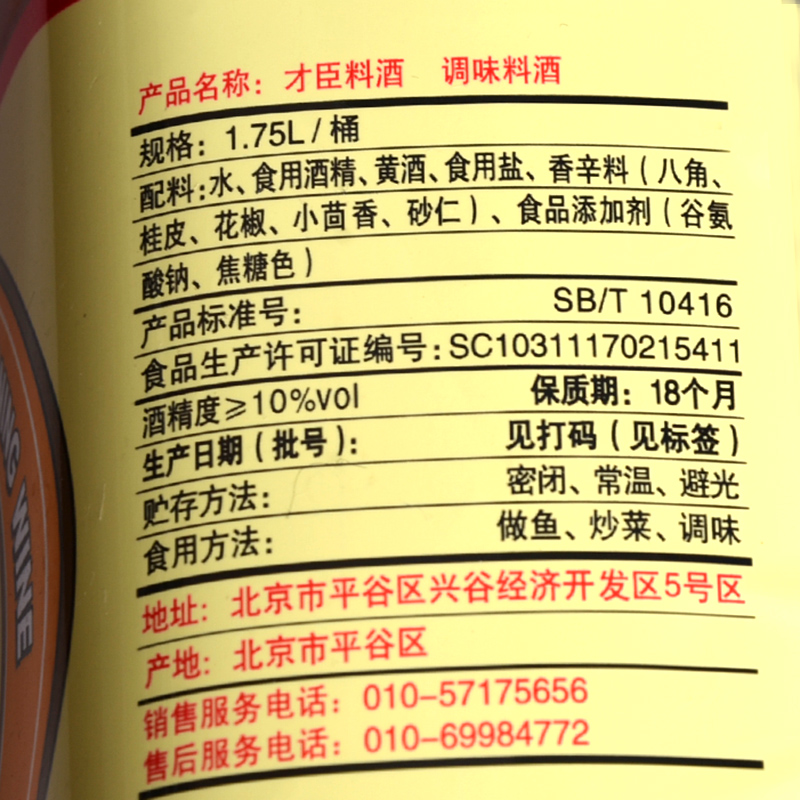 产品名称：才臣料酒 调味料酒
规格：1.75L/桶
配料:水、食用酒精、黄酒、食用盐、香辛料（八角、
桂皮、花椒、小茴香、砂仁）、食品添加剂（谷氨
酸钠、焦糖色）
产品标准号： SB/T 10416
食品生产许可证编号:SC10311170215411
酒精度≥10%vol 保质期：18个月
生产日期（批号）： 见打码（见标签）
贮存方法： 密闭、常温、避光
食用方法： 做鱼、炒菜、调味
地址：北京市平谷区兴谷经济开发区5号区
产地：北京市平谷区
销售服务电话：010-57175656
售后服务电话：010-69984772
WINE